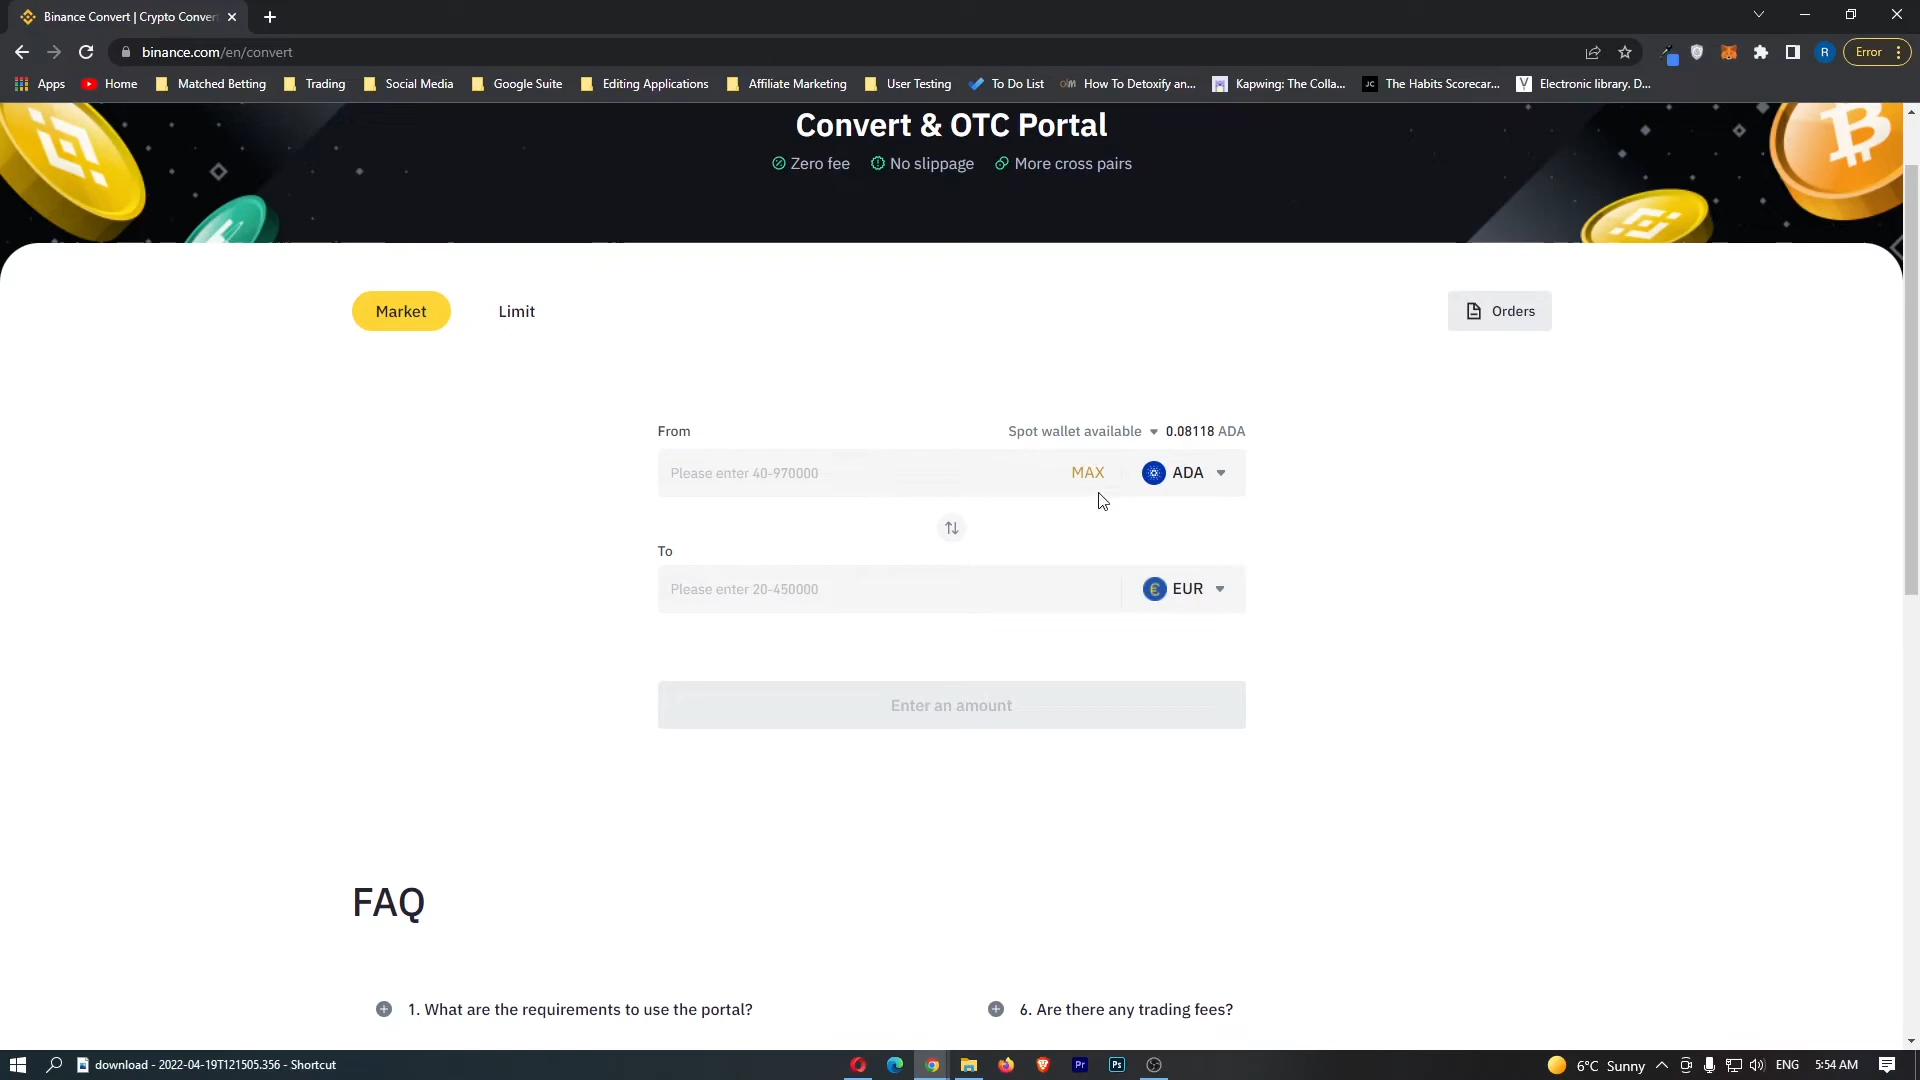 Binance Convert | Crypto Conver
binance.com/en/convert
R
Error
Apps Home Matched Betting Trading Social Media Google Suite Editing Applications Affiliate Marketing User Testing To Do List How To Detoxify an... Kapwing: The Colla... JC The Habits Scorecar... Electronic library. D...
Convert & OTC Portal
Zero fee No slippage More cross pairs
Market Limit Orders
From Spot wallet available 0.08118 ADA
Please enter 40-970000 MAX ADA
To
Please enter 20-450000 EUR
Enter an amount
FAQ
1. What are the requirements to use the portal? 6. Are there any trading fees?
download - 2022-04-19T121505.356 - Shortcut Pr Ps 6°C Sunny ENG 5:54 AM